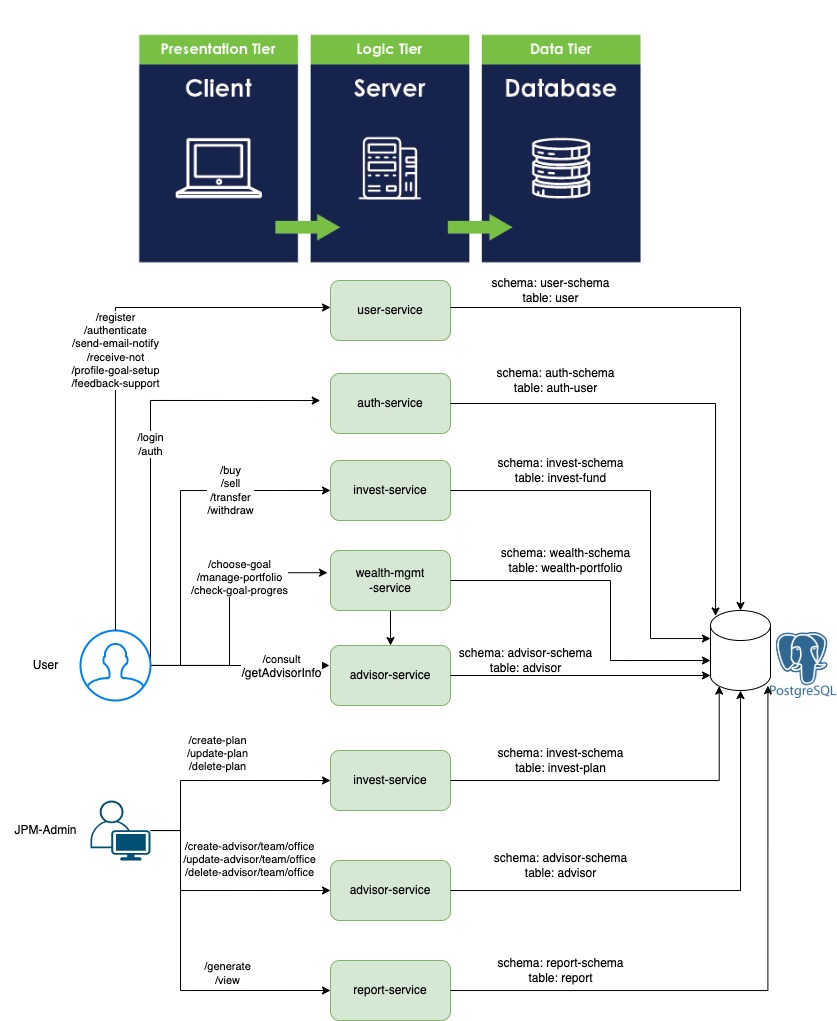 Presentation Tier
Client
Logic Tier
Server
Data Tier
Database
/register
/authenticate
/send-email-notify
/receive-not
/profile-goal-setup
/feedback-support
user-service
schema: user-schema
table: user
/login
/auth
auth-service
schema: auth-schema
table: auth-user
/buy
/sell
/transfer
/withdraw
invest-service
schema: invest-schema
table: invest-fund
/choose-goal
/manage-portfolio
/check-goal-progres
wealth-mgmt
-service
schema: wealth-schema
table: wealth-portfolio
User
/consult
/getAdvisorInfo
advisor-service
schema: advisor-schema
table: advisor
PostgreSQL
JPM-Admin
/create-plan
/update-plan
/delete-plan
invest-service
schema: invest-schema
table: invest-plan
/create-advisor/team/office
/update-advisor/team/office
/delete-advisor/team/office
advisor-service
schema: advisor-schema
table: advisor
/generate
/view
report-service
schema: report-schema
table: report